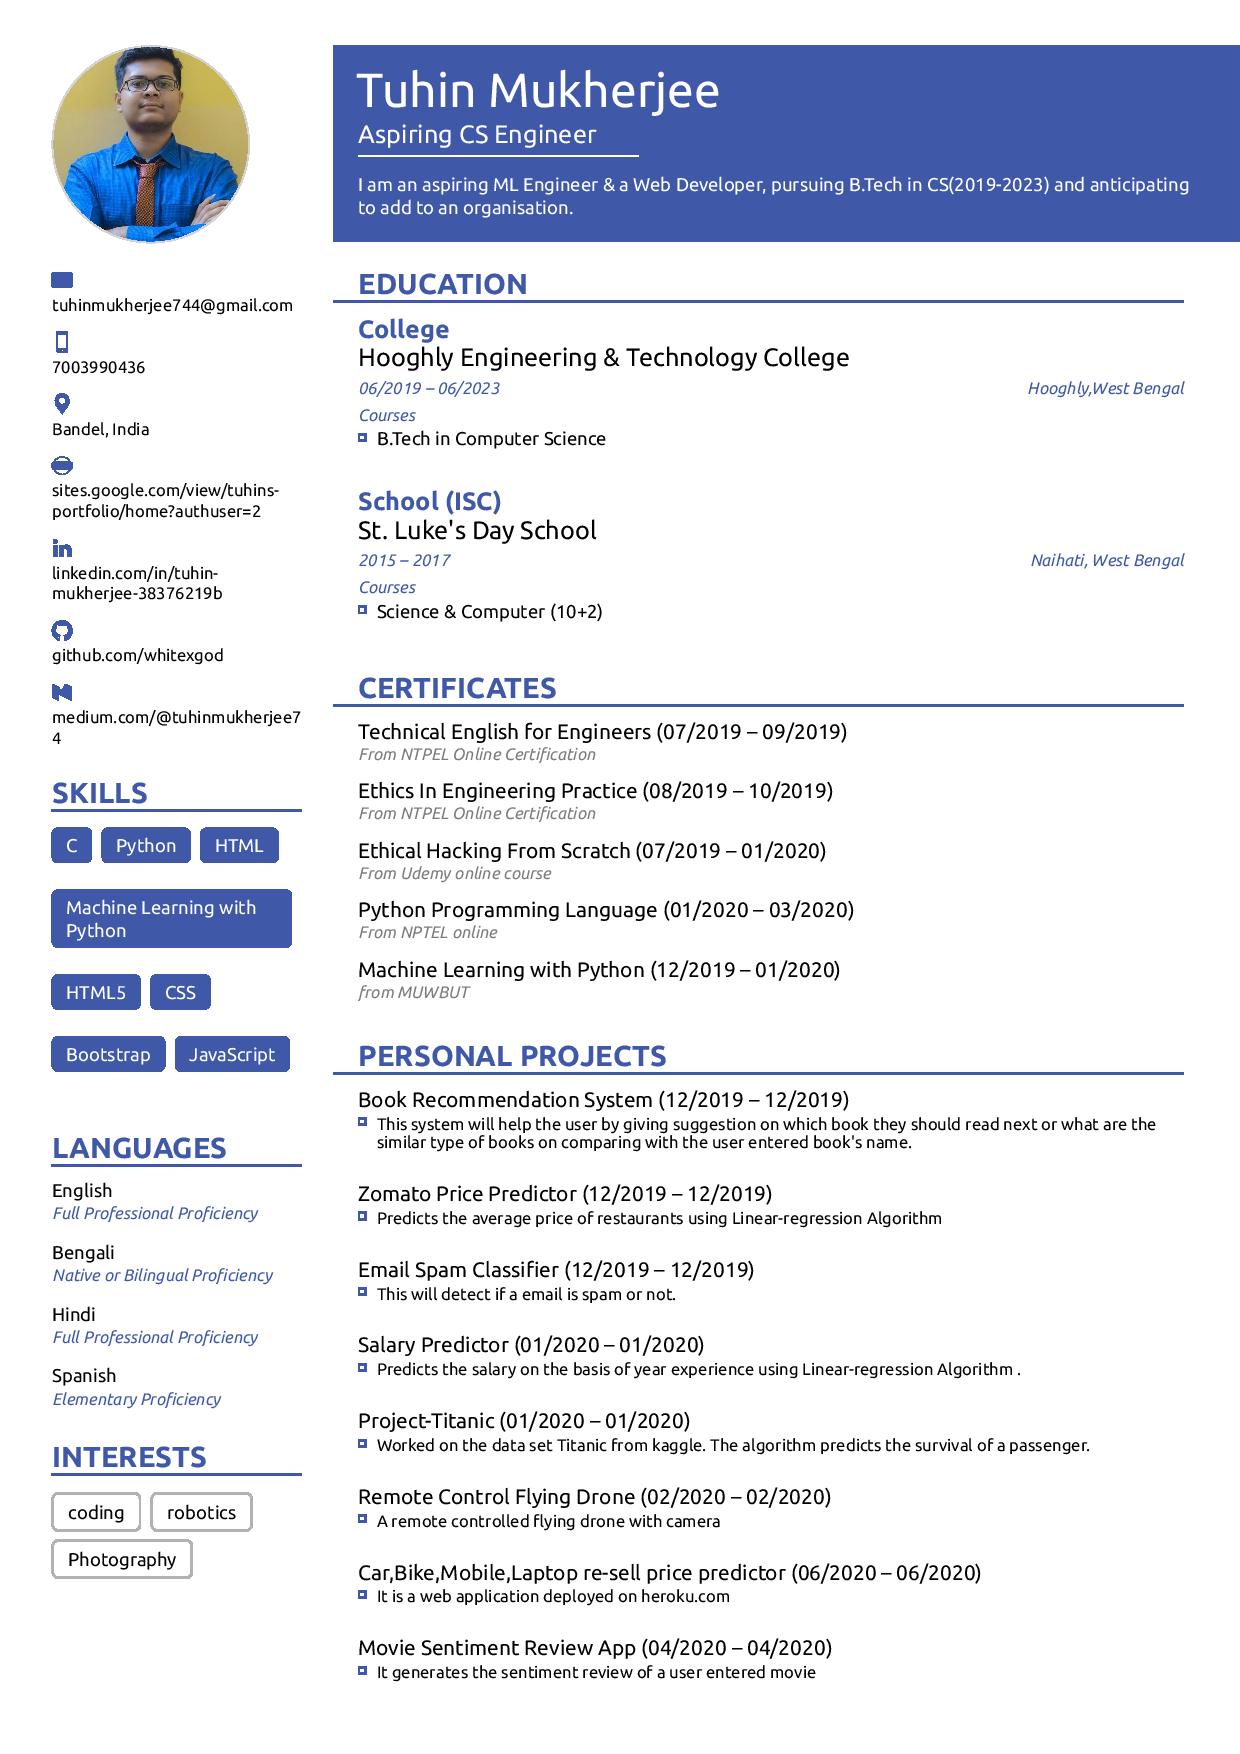 Tuhin Mukherjee
Aspiring CS Engineer
I am an aspiring ML Engineer & a Web Developer, pursuing B.Tech in CS(2019-2023) and anticipating
to add to an organisation.
tuhinmukherjee744@gmail.com
7003990436
Bandel, India
sites.google.com/view/tuhins-
portfolio/home?authuser=2
linkedin.com/in/tuhin-
mukherjee-38376219b
github.com/whitexgod
medium.com/@tuhinmukherjee7
4
SKILLS
C Python HTML
Machine Learning with
Python
HTML5 CSS
Bootstrap JavaScript
LANGUAGES
English
Full Professional Proficiency
Bengali
Native or Bilingual Proficiency
Hindi
Full Professional Proficiency
Spanish
Elementary Proficiency
INTERESTS
coding robotics
Photography
EDUCATION
College
Hooghly Engineering & Technology College
06/2019 – 06/2023 Hooghly,West Bengal
Courses
B.Tech in Computer Science
School (ISC)
St. Luke's Day School
2015 – 2017 Naihati, West Bengal
Courses
Science & Computer (10+2)
CERTIFICATES
Technical English for Engineers (07/2019 – 09/2019)
From NTPEL Online Certification
Ethics In Engineering Practice (08/2019 – 10/2019)
From NTPEL Online Certification
Ethical Hacking From Scratch (07/2019 – 01/2020)
From Udemy online course
Python Programming Language (01/2020 – 03/2020)
From NPTEL online
Machine Learning with Python (12/2019 – 01/2020)
from MUWBUT
PERSONAL PROJECTS
Book Recommendation System (12/2019 – 12/2019)
This system will help the user by giving suggestion on which book they should read next or what are the
similar type of books on comparing with the user entered book's name.
Zomato Price Predictor (12/2019 – 12/2019)
Predicts the average price of restaurants using Linear-regression Algorithm
Email Spam Classifier (12/2019 – 12/2019)
This will detect if a email is spam or not.
Salary Predictor (01/2020 – 01/2020)
Predicts the salary on the basis of year experience using Linear-regression Algorithm .
Project-Titanic (01/2020 – 01/2020)
Worked on the data set Titanic from kaggle. The algorithm predicts the survival of a passenger.
Remote Control Flying Drone (02/2020 – 02/2020)
A remote controlled flying drone with camera
Car,Bike,Mobile,Laptop re-sell price predictor (06/2020 – 06/2020)
It is a web application deployed on heroku.com
Movie Sentiment Review App (04/2020 – 04/2020)
It generates the sentiment review of a user entered movie